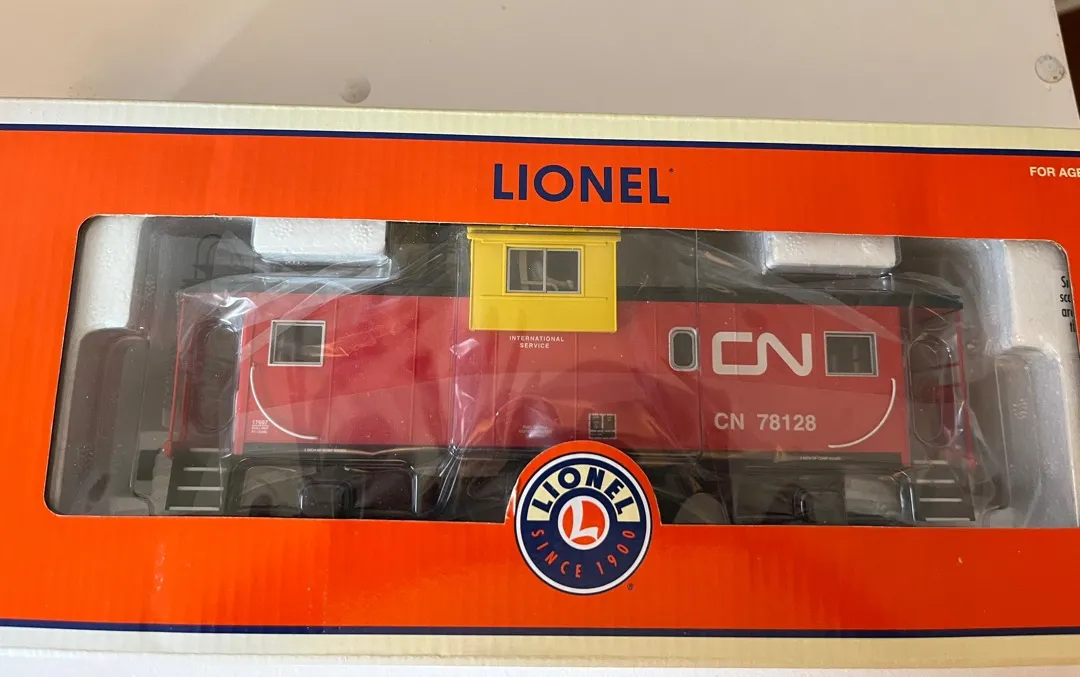 LIONEL
FOR AGE
INTERNATIONAL
SERVICE
CN
CN 78128
LIONEL
L
SINCE 1900